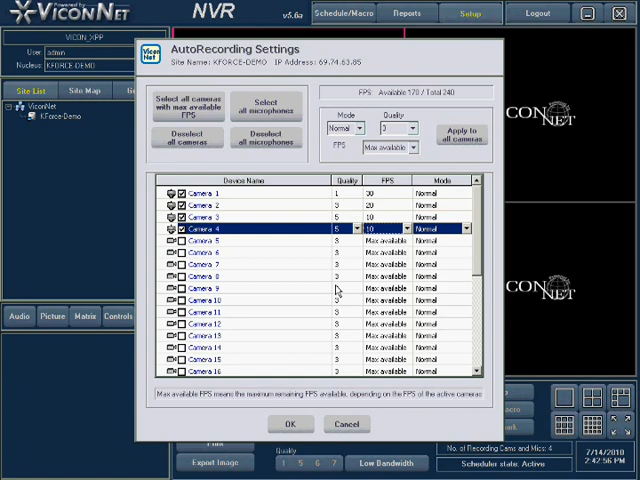 Powered by
VICONNET NVR v5.6a Schedule/Macro Reports Setup Logout
VICON_XPP
User: admin
Nucleus: KFORCE-DEMO
Site List Site Map
ViconNet
KForce-Demo
Audio Picture Matrix Controls
Vicon Net
AutoRecording Settings
Site Name: KFORCE-DEMO IP Address: 69.74.63.85
Select all cameras with max available FPS
Select all microphones
Deselect all cameras
Deselect all microphones
FPS: Available 170 / Total 240
Mode Quality
Normal 3
FPS Max available
Apply to all cameras
Device Name Quality FPS Mode
Camera 1 1 30 Normal
Camera 2 3 20 Normal
Camera 3 5 10 Normal
Camera 4 5 10 Normal
Camera 5 3 Max available Normal
Camera 6 3 Max available Normal
Camera 7 3 Max available Normal
Camera 8 3 Max available Normal
Camera 9 3 Max available Normal
Camera 10 3 Max available Normal
Camera 11 3 Max available Normal
Camera 12 3 Max available Normal
Camera 13 3 Max available Normal
Camera 14 3 Max available Normal
Camera 15 3 Max available Normal
Camera 16 3 Max available Normal
Max available FPS means the maximum remaining FPS available, depending on the FPS of the active cameras
OK Cancel
CONNET
CONNET
Export Image
Quality
1 5 6 7
Low Bandwidth
No. of Recording Cams and Mics: 4
Scheduler state: Active
7/14/2010
2:42:56 PM